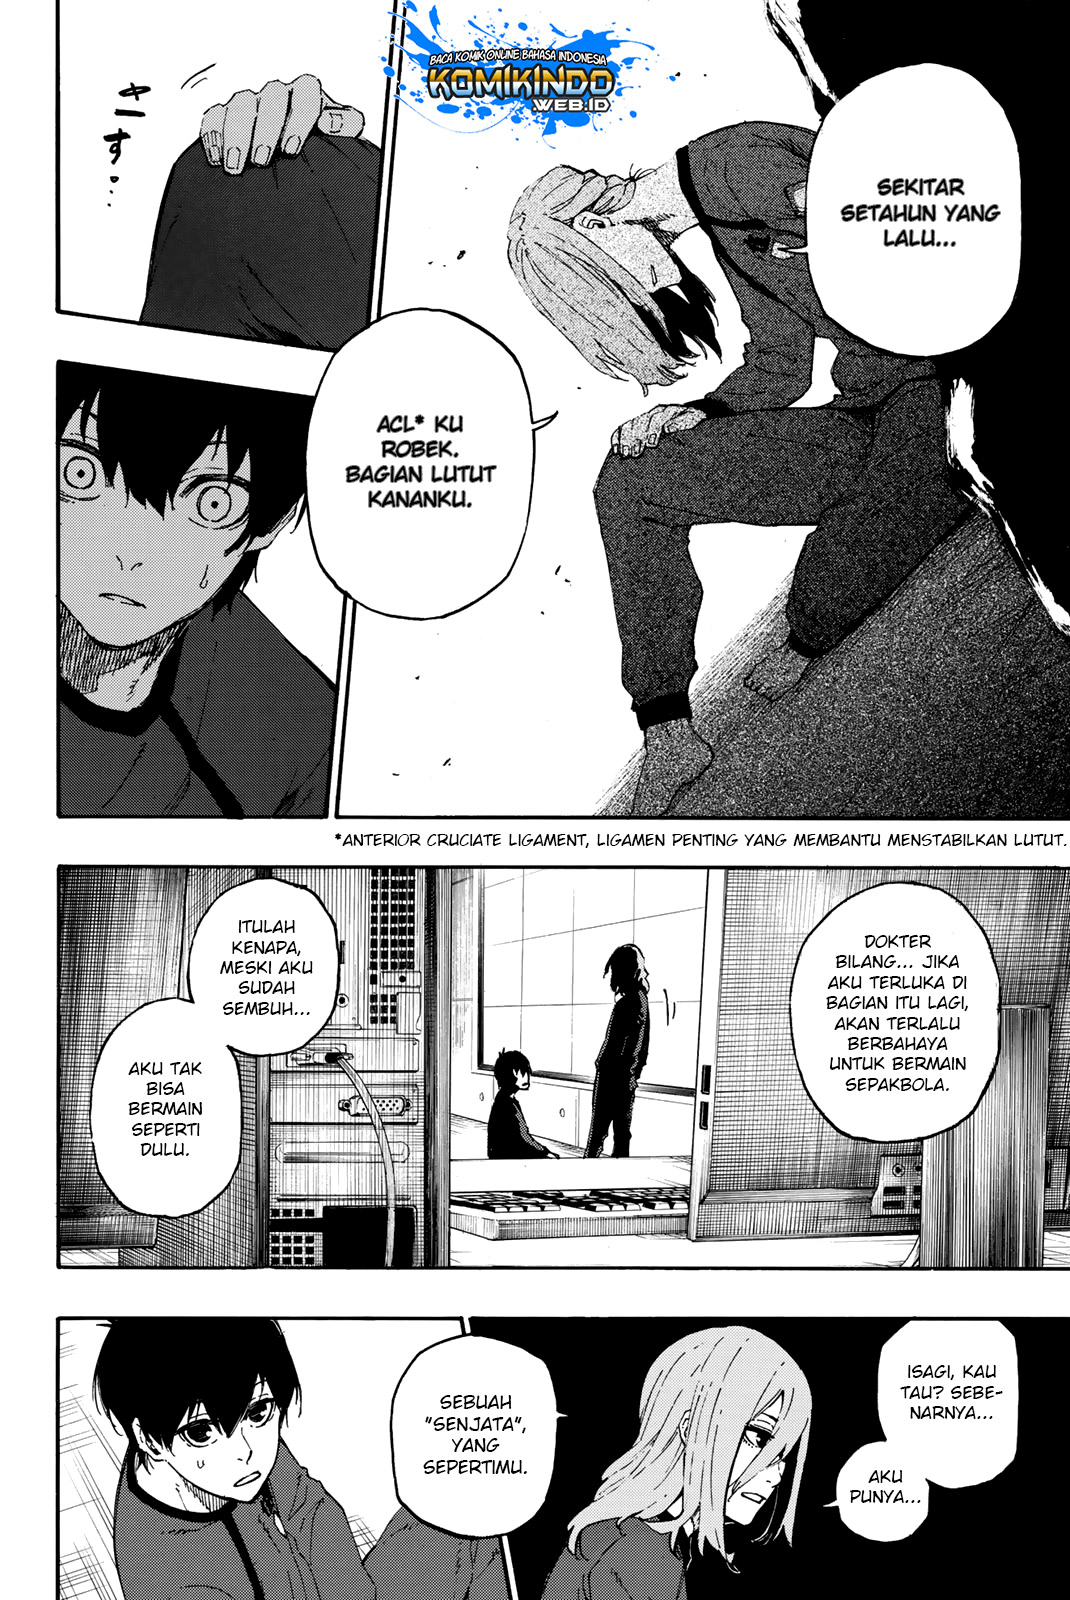 BACA KOMIK ONLINE BAHASA INDONESIA
KOMIKINDO
.WEB.ID
SEKITAR
SETAHUN YANG
LALU...
ACL* KU
ROBEK.
BAGIAN LUTUT
KANANKU.
す...
*ANTERIOR CRUCIATE LIGAMENT, LIGAMEN PENTING YANG MEMBANTU MENSTABILKAN LUTUT.
DOKTER
BILANG... JIKA
AKU TERLUKA DI
BAGIAN ITU LAGI,
AKAN TERLALU
BERBAHAYA
UNTUK BERMAIN
SEPAKBOLA.
ITULAH
KENAPA,
MESKI AKU
SUDAH
SEMBUH...
AKU TAK
BISA
BERMAIN
SEPERTI
DULU.
ISAGI, KAU
TAU? SEBE-
NARNYA...
AKU
PUNYA...
SEBUAH
"SENJATA",
YANG
SEPERTIMU.